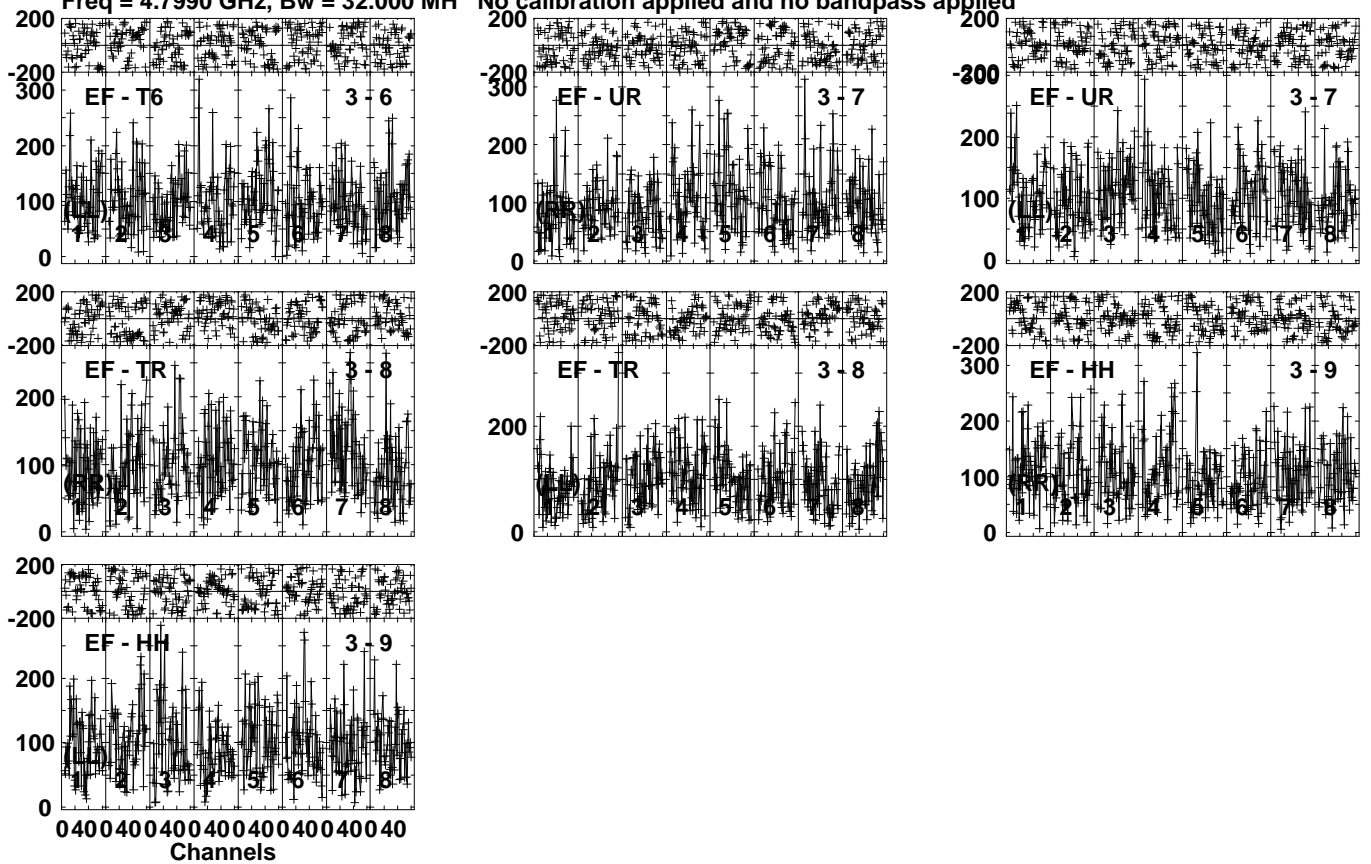 Freq = 4.7990 GHz, Bw = 32.000 MH No calibration applied and no bandpass applied
200
-200
300
200
100
0
EF - T6 3 - 6
(LL)
1 2 3 4 5 6 7 8
200
-200
300
200
100
0
EF - UR 3 - 7
(RR)
1 2 3 4 5 6 7 8
200
-200
300
200
100
0
EF - UR 3 - 7
(LL)
1 2 3 4 5 6 7 8
200
-200
200
100
0
EF - TR 3 - 8
(RR)
1 2 3 4 5 6 7 8
200
-200
200
0
EF - TR 3 - 8
(LL)
1 2 3 4 5 6 7 8
200
-200
300
200
100
0
EF - HH 3 - 9
(RR)
1 2 3 4 5 6 7 8
200
-200
200
100
0
EF - HH 3 - 9
(LL)
1 2 3 4 5 6 7 8
0 40 0 40 0 40 0 40 0 40 0 40 0 40 0 40
Channels